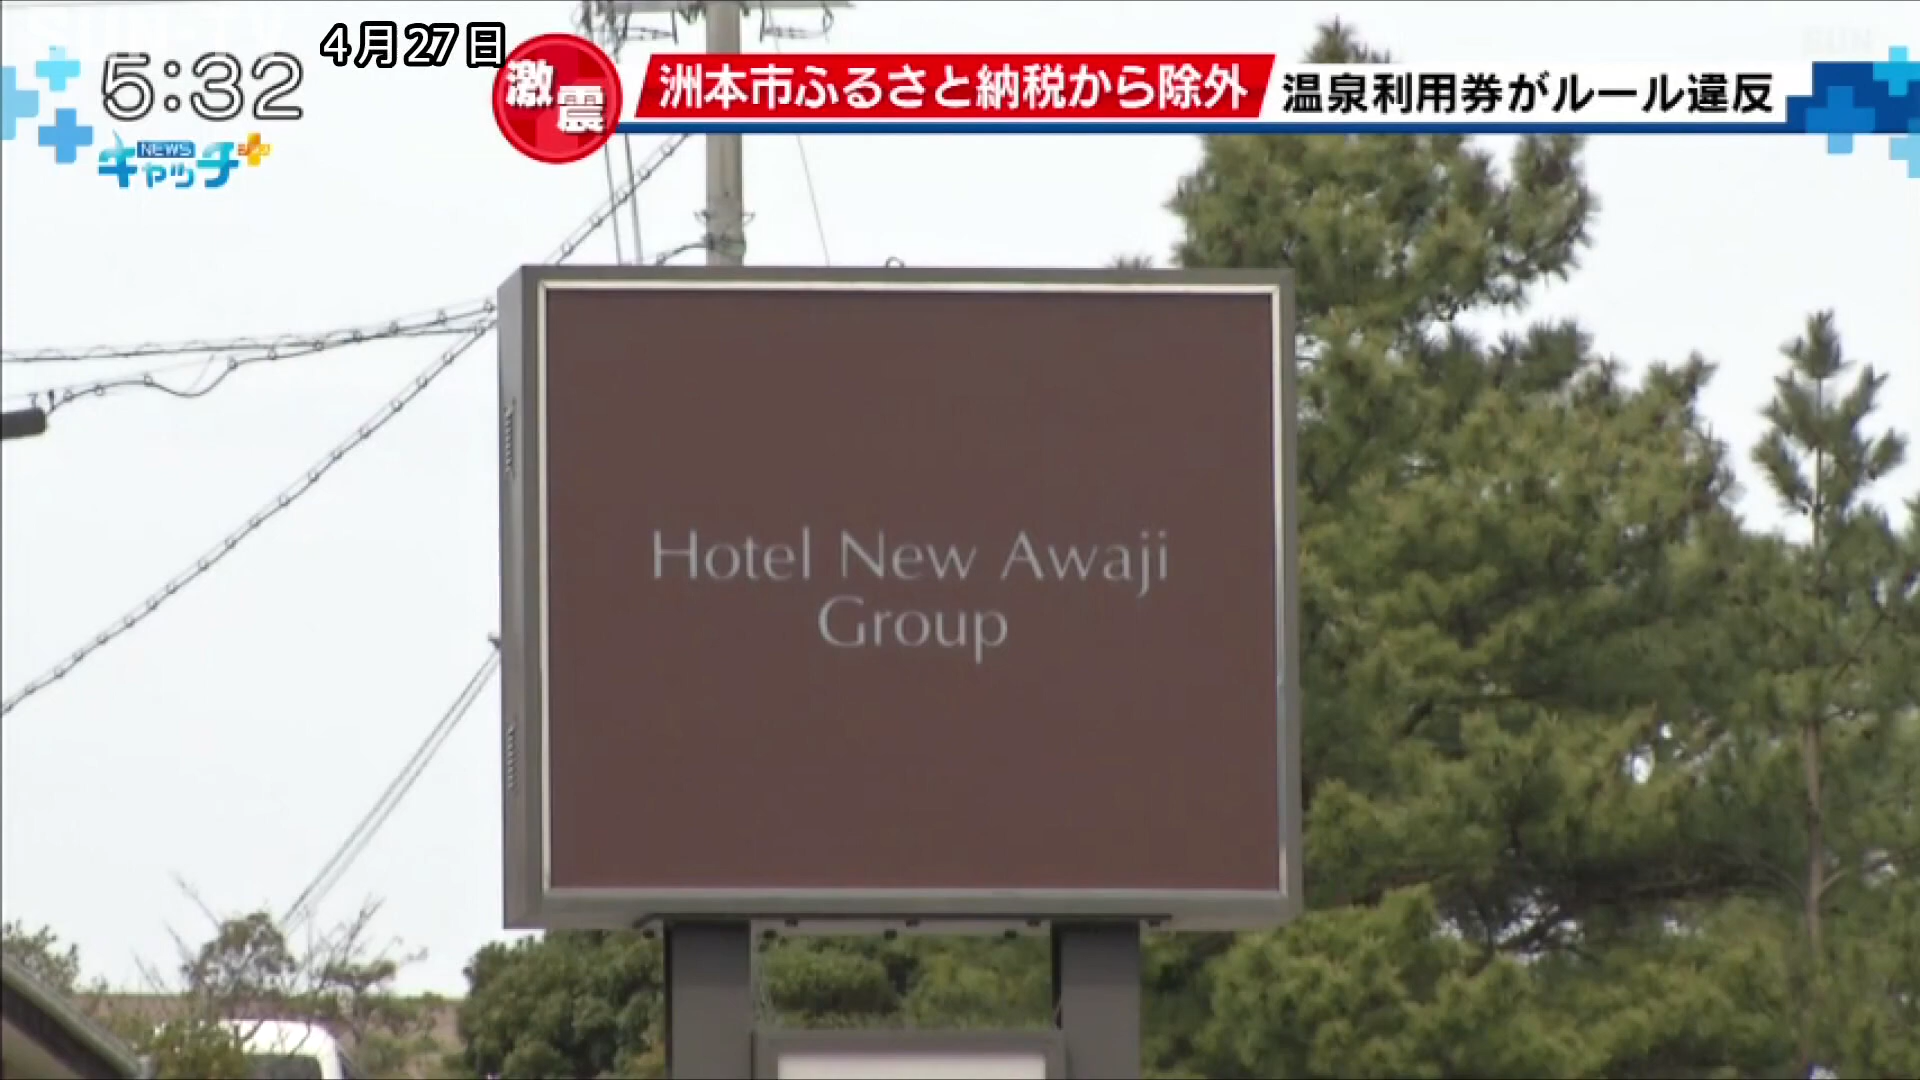 4月27日
5:32
NEWS
キャッチ
激震
洲本市ふるさと納税から除外
温泉利用券がルール違反
Hotel New Awaji
Group